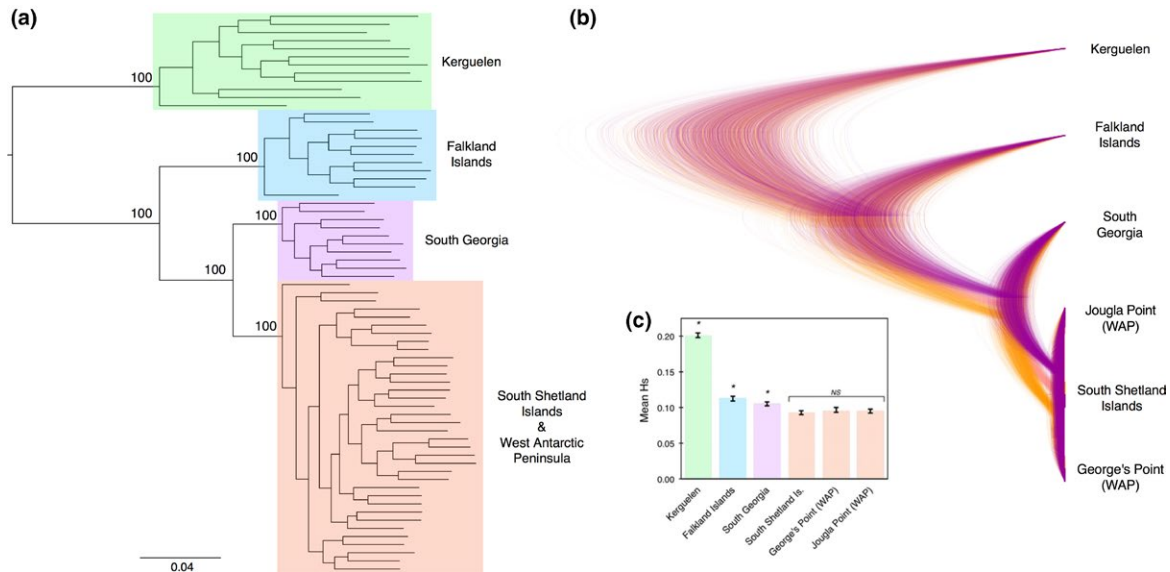 (a)
100
Kerguelen
100
Falkland
Islands
100
100
South Georgia
100
100
South Shetland
Islands
&
West Antarctic
Peninsula
0.04
(b)
Kerguelen
Falkland
Islands
South
Georgia
Jougla Point
(WAP)
South Shetland
Islands
George's Point
(WAP)
(c)
Mean Hs
0.20
0.15
0.10
0.05
0.00
*
*
*
NS
Kerguelen
Falkland Islands
South Georgia
South Shetland Is.
George's Point (WAP)
Jougla Point (WAP)